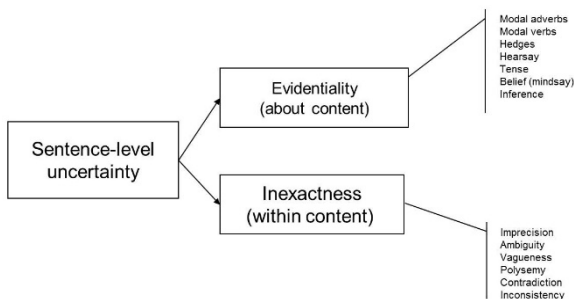 Sentence-level
uncertainty
Evidentiality
(about content)
Modal adverbs
Modal verbs
Hedges
Hearsay
Tense
Belief (mindsay)
Inference
Inexactness
(within content)
Imprecision
Ambiguity
Vagueness
Polysemy
Contradiction
Inconsistency